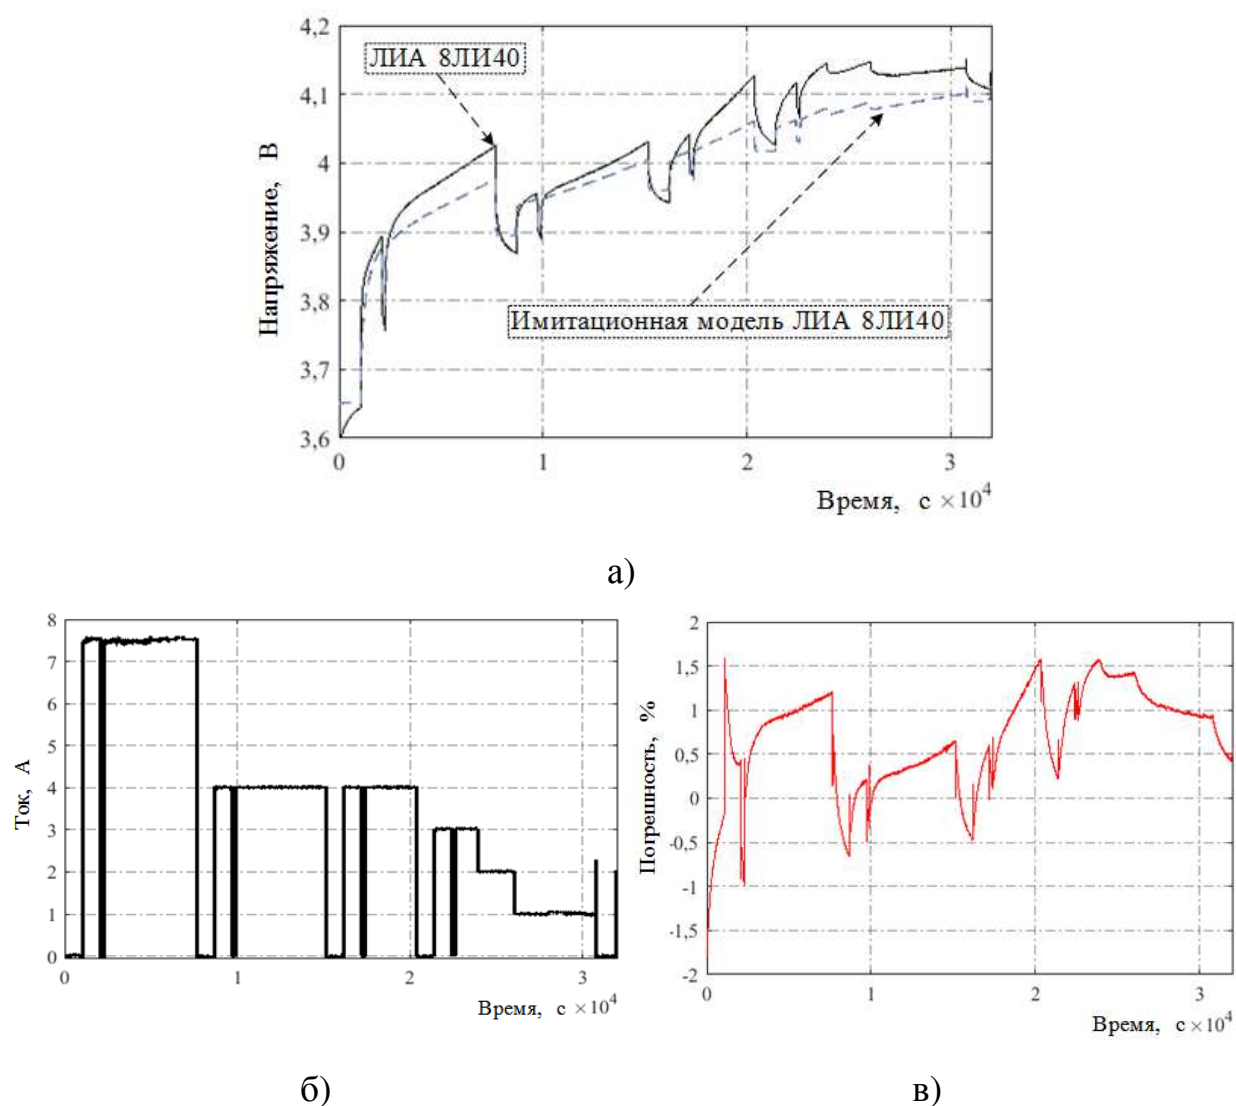 4,2
ЛИА 8ЛИ40
4,1
4
3,9
3,8
Имитационная модель ЛИА 8ЛИ40
3,7
3,6
Напряжение, В
0 1 2 3
Время, с ×10⁴
а)
8
7
6
5
4
3
2
1
0
Ток, А
0 1 2 3
Время, с ×10⁴
б)
2
1,5
1
0,5
0
-0,5
-1
-1,5
-2
Погрешность, %
0 1 2 3
Время, с ×10⁴
в)